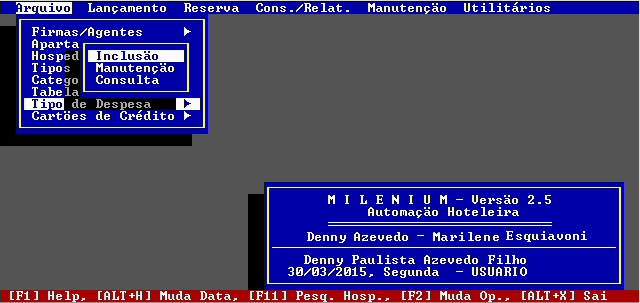 Arquivo Lançamento Reserva Cons./Relat. Manutenção Utilitários
Firmas/Agentes
Aparta
Hosped
Inclusão
Tipos
Manutenção
Catego
Consulta
Tabela
Tipo de Despesa
Cartões de Crédito
M I L E N I U M - Versão 2.5
Automação Hoteleira
Denny Azevedo - Marilene Esquiavoni
Denny Paulista Azevedo Filho
30/03/2015, Segunda - USUARIO
[F1] Help, [ALT+H] Muda Data, [F11] Pesq. Hosp., [F2] Muda Op., [ALT+X] Sai